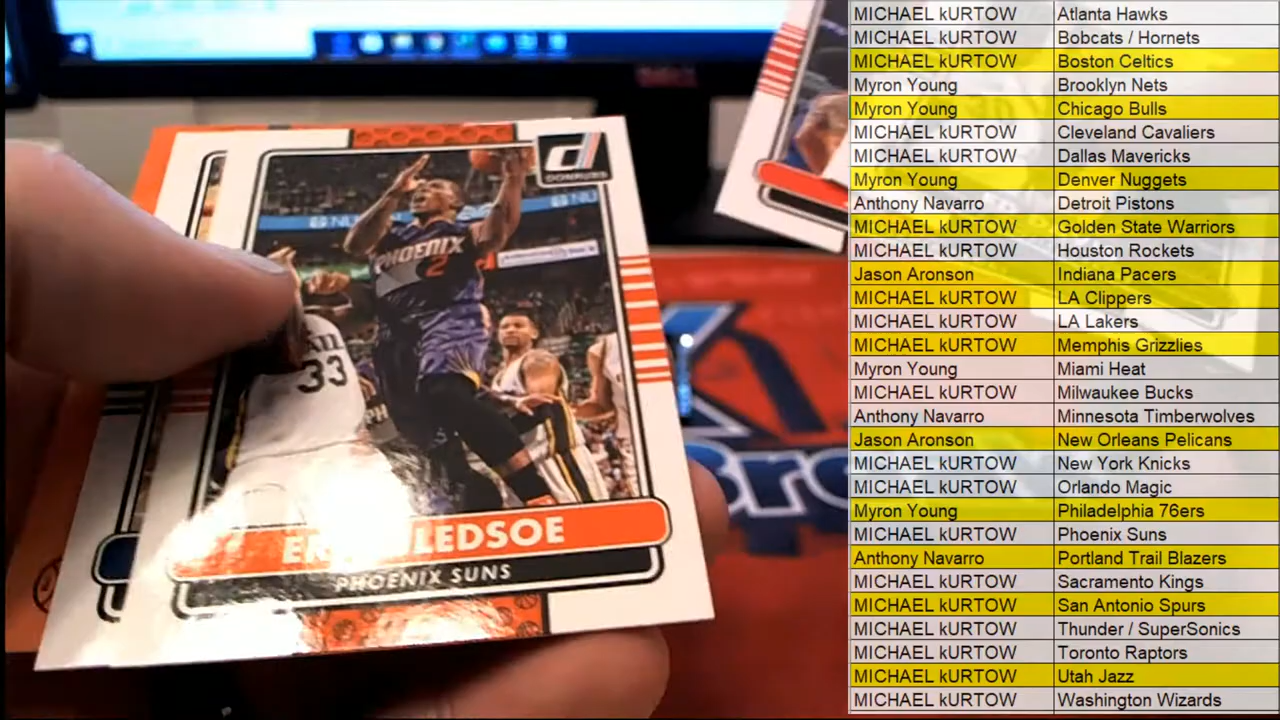 DONRUSS
PHOENIX
2
33
LEDSOE
PHOENIX SUNS
MICHAEL kURTOW Atlanta Hawks
MICHAEL kURTOW Bobcats / Hornets
MICHAEL kURTOW Boston Celtics
Myron Young Brooklyn Nets
Myron Young Chicago Bulls
MICHAEL kURTOW Cleveland Cavaliers
MICHAEL kURTOW Dallas Mavericks
Myron Young Denver Nuggets
Anthony Navarro Detroit Pistons
MICHAEL kURTOW Golden State Warriors
MICHAEL kURTOW Houston Rockets
Jason Aronson Indiana Pacers
MICHAEL kURTOW LA Clippers
MICHAEL kURTOW LA Lakers
MICHAEL kURTOW Memphis Grizzlies
Myron Young Miami Heat
MICHAEL kURTOW Milwaukee Bucks
Anthony Navarro Minnesota Timberwolves
Jason Aronson New Orleans Pelicans
MICHAEL kURTOW New York Knicks
MICHAEL kURTOW Orlando Magic
Myron Young Philadelphia 76ers
MICHAEL kURTOW Phoenix Suns
Anthony Navarro Portland Trail Blazers
MICHAEL kURTOW Sacramento Kings
MICHAEL kURTOW San Antonio Spurs
MICHAEL kURTOW Thunder / SuperSonics
MICHAEL kURTOW Toronto Raptors
MICHAEL kURTOW Utah Jazz
MICHAEL kURTOW Washington Wizards